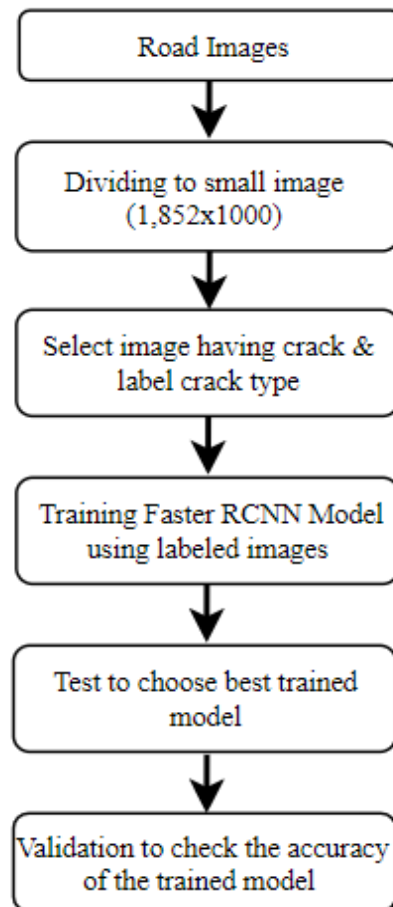 Road Images
Dividing to small image
(1,852x1000)
Select image having crack &
label crack type
Training Faster RCNN Model
using labeled images
Test to choose best trained
model
Validation to check the accuracy
of the trained model